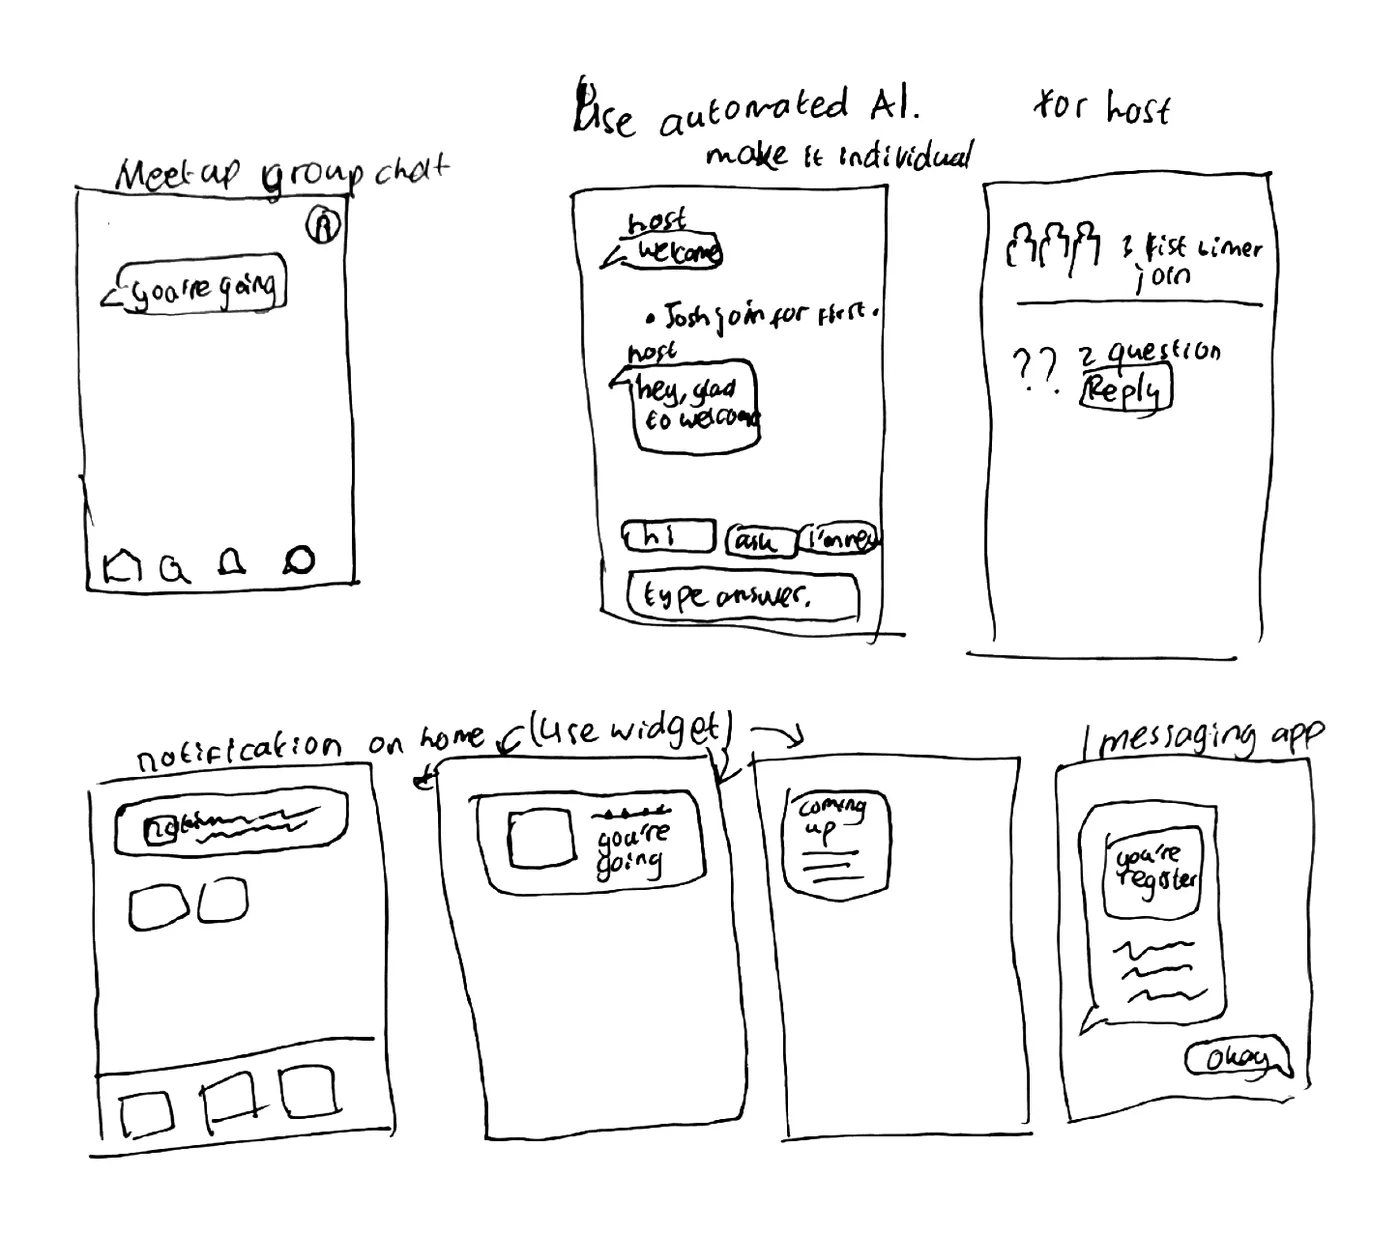 Meetup group chat
you're going
Use automated AI.
make it individual
host
welcome
• Josh join for first.
host
hey, glad
to welcome
hi
ask
type answer.
for host
3 fist timer
join
?? 2 question
Reply
notification on home
(use widget)
you're
going
coming
up
messaging app
you're
register
okay